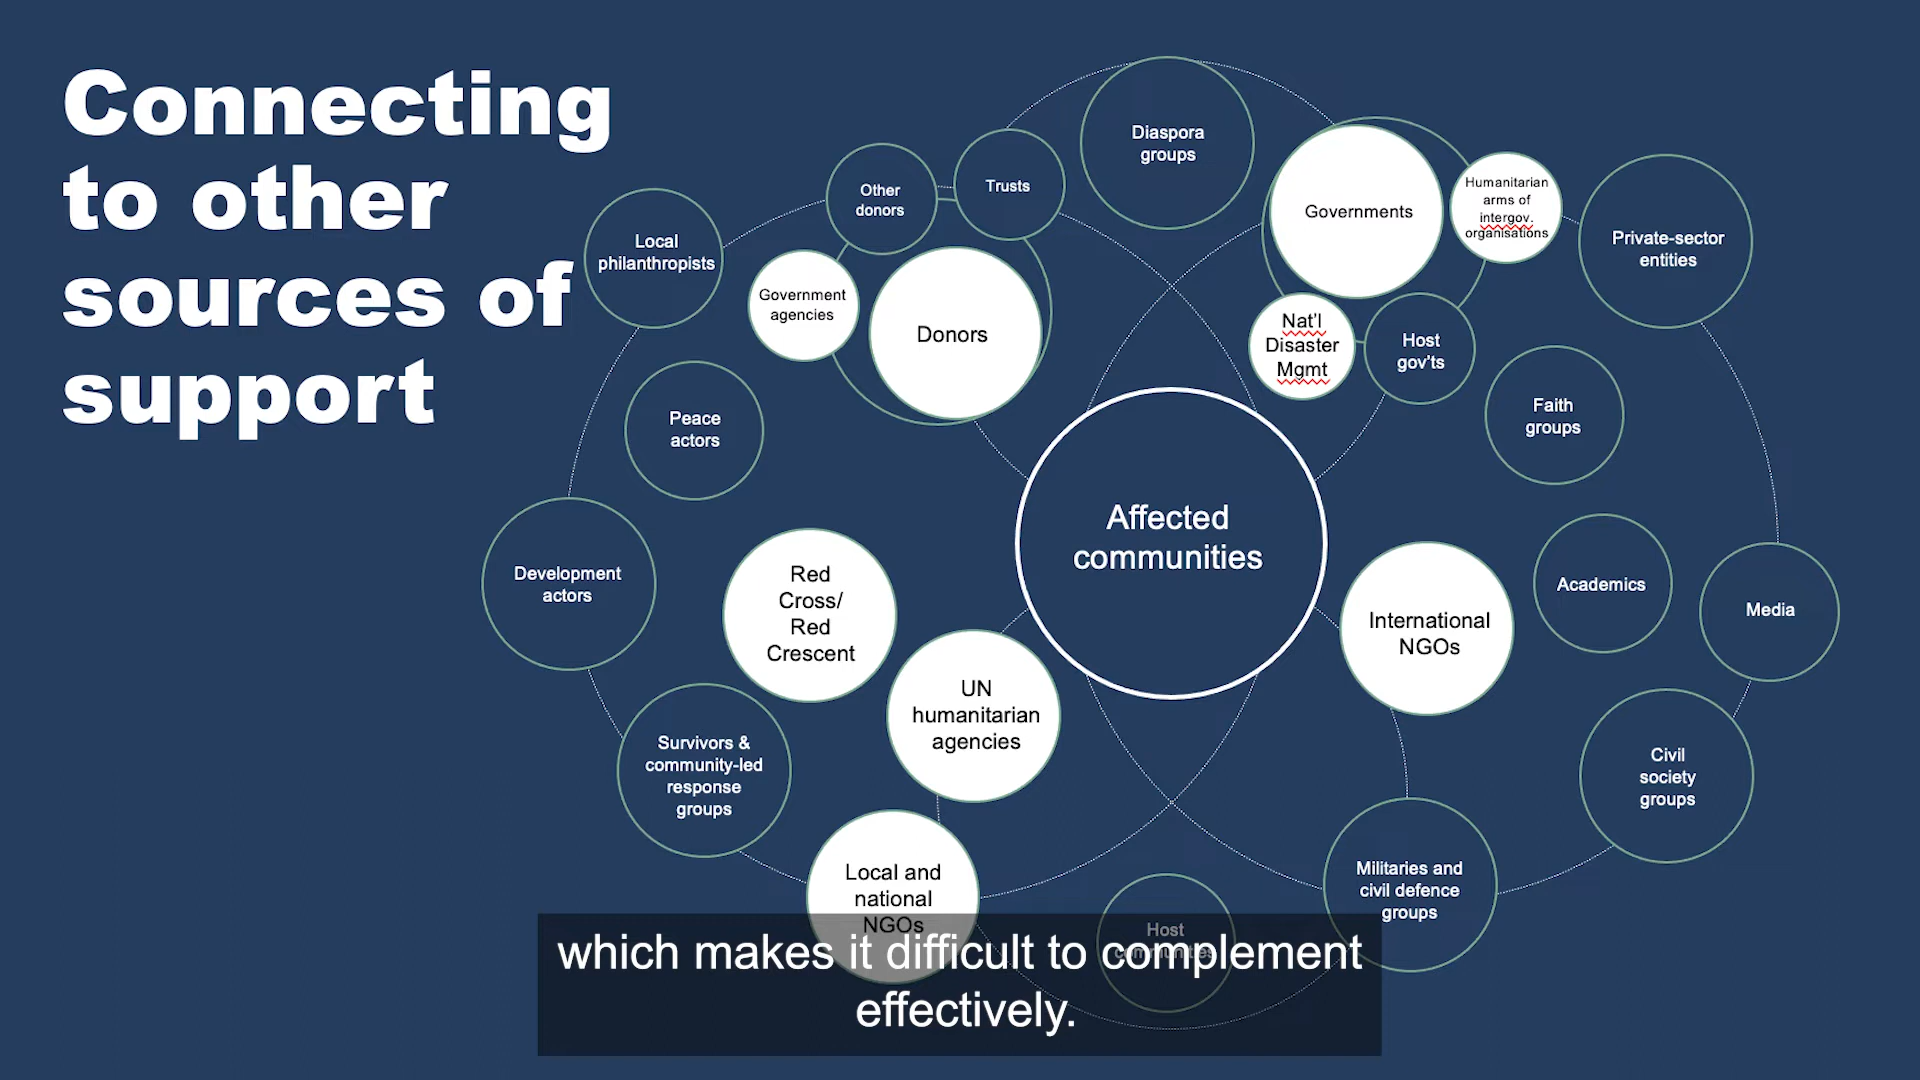 Connecting
to other
sources of
support
Diaspora
groups
Trusts
Other
donors
Governments
Humanitarian
arms of
intergov.
organisations
Private-sector
entities
Local
philanthropists
Government
agencies
Donors
Nat'l
Disaster
Mgmt
Host
gov'ts
Faith
groups
Peace
actors
Affected
communities
Development
actors
Red
Cross/
Red
Crescent
International
NGOs
Academics
Media
UN
humanitarian
agencies
Survivors &
community-led
response
groups
Civil
society
groups
Local and
national
NGOs
Militaries and
civil defence
groups
Host
communities
which makes it difficult to complement
effectively.